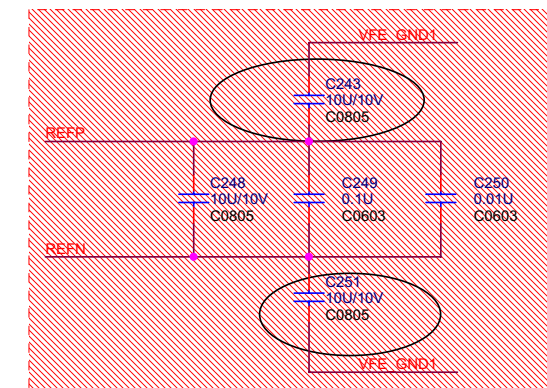 VFE_GND1
C243
10U/10V
C0805
REFP
C248
10U/10V
C0805
C249
0.1U
C0603
C250
0.01U
C0603
REFN
C251
10U/10V
C0805
VFE_GND1